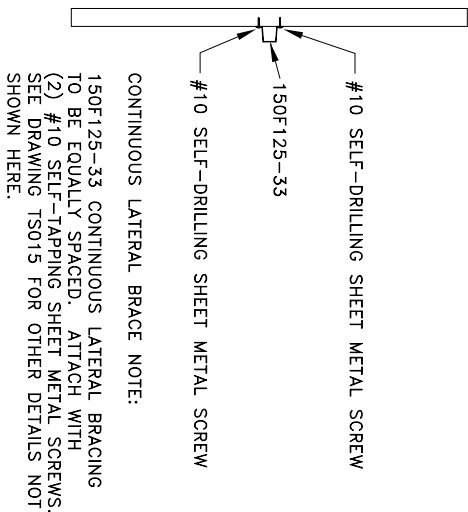 #10 SELF-DRILLING SHEET METAL SCREW
150F125-33
#10 SELF-DRILLING SHEET METAL SCREW
CONTINUOUS LATERAL BRACE NOTE:
150F125-33 CONTINUOUS LATERAL BRACING
TO BE EQUALLY SPACED. ATTACH WITH
(2) #10 SELF-TAPPING SHEET METAL SCREWS.
SEE DRAWING TS015 FOR OTHER DETAILS NOT
SHOWN HERE.